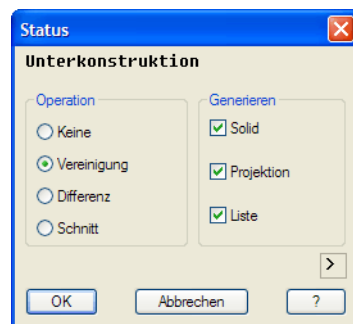 Status
Unterkonstruktion
Operation
Keine
Vereinigung
Differenz
Schnitt
Generieren
Solid
Projektion
Liste
>
OK Abbrechen ?